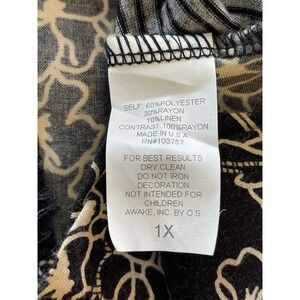 SELF: 60%POLYESTER
30%RAYON
10%LINEN
CONTRAST: 100%RAYON
MADE IN U.S.A
RN#103757
FOR BEST RESULTS
DRY CLEAN
DO NOT IRON
DECORATION
NOT INTENDED FOR
CHILDREN
AWAKE, INC. BY O.S.
1X